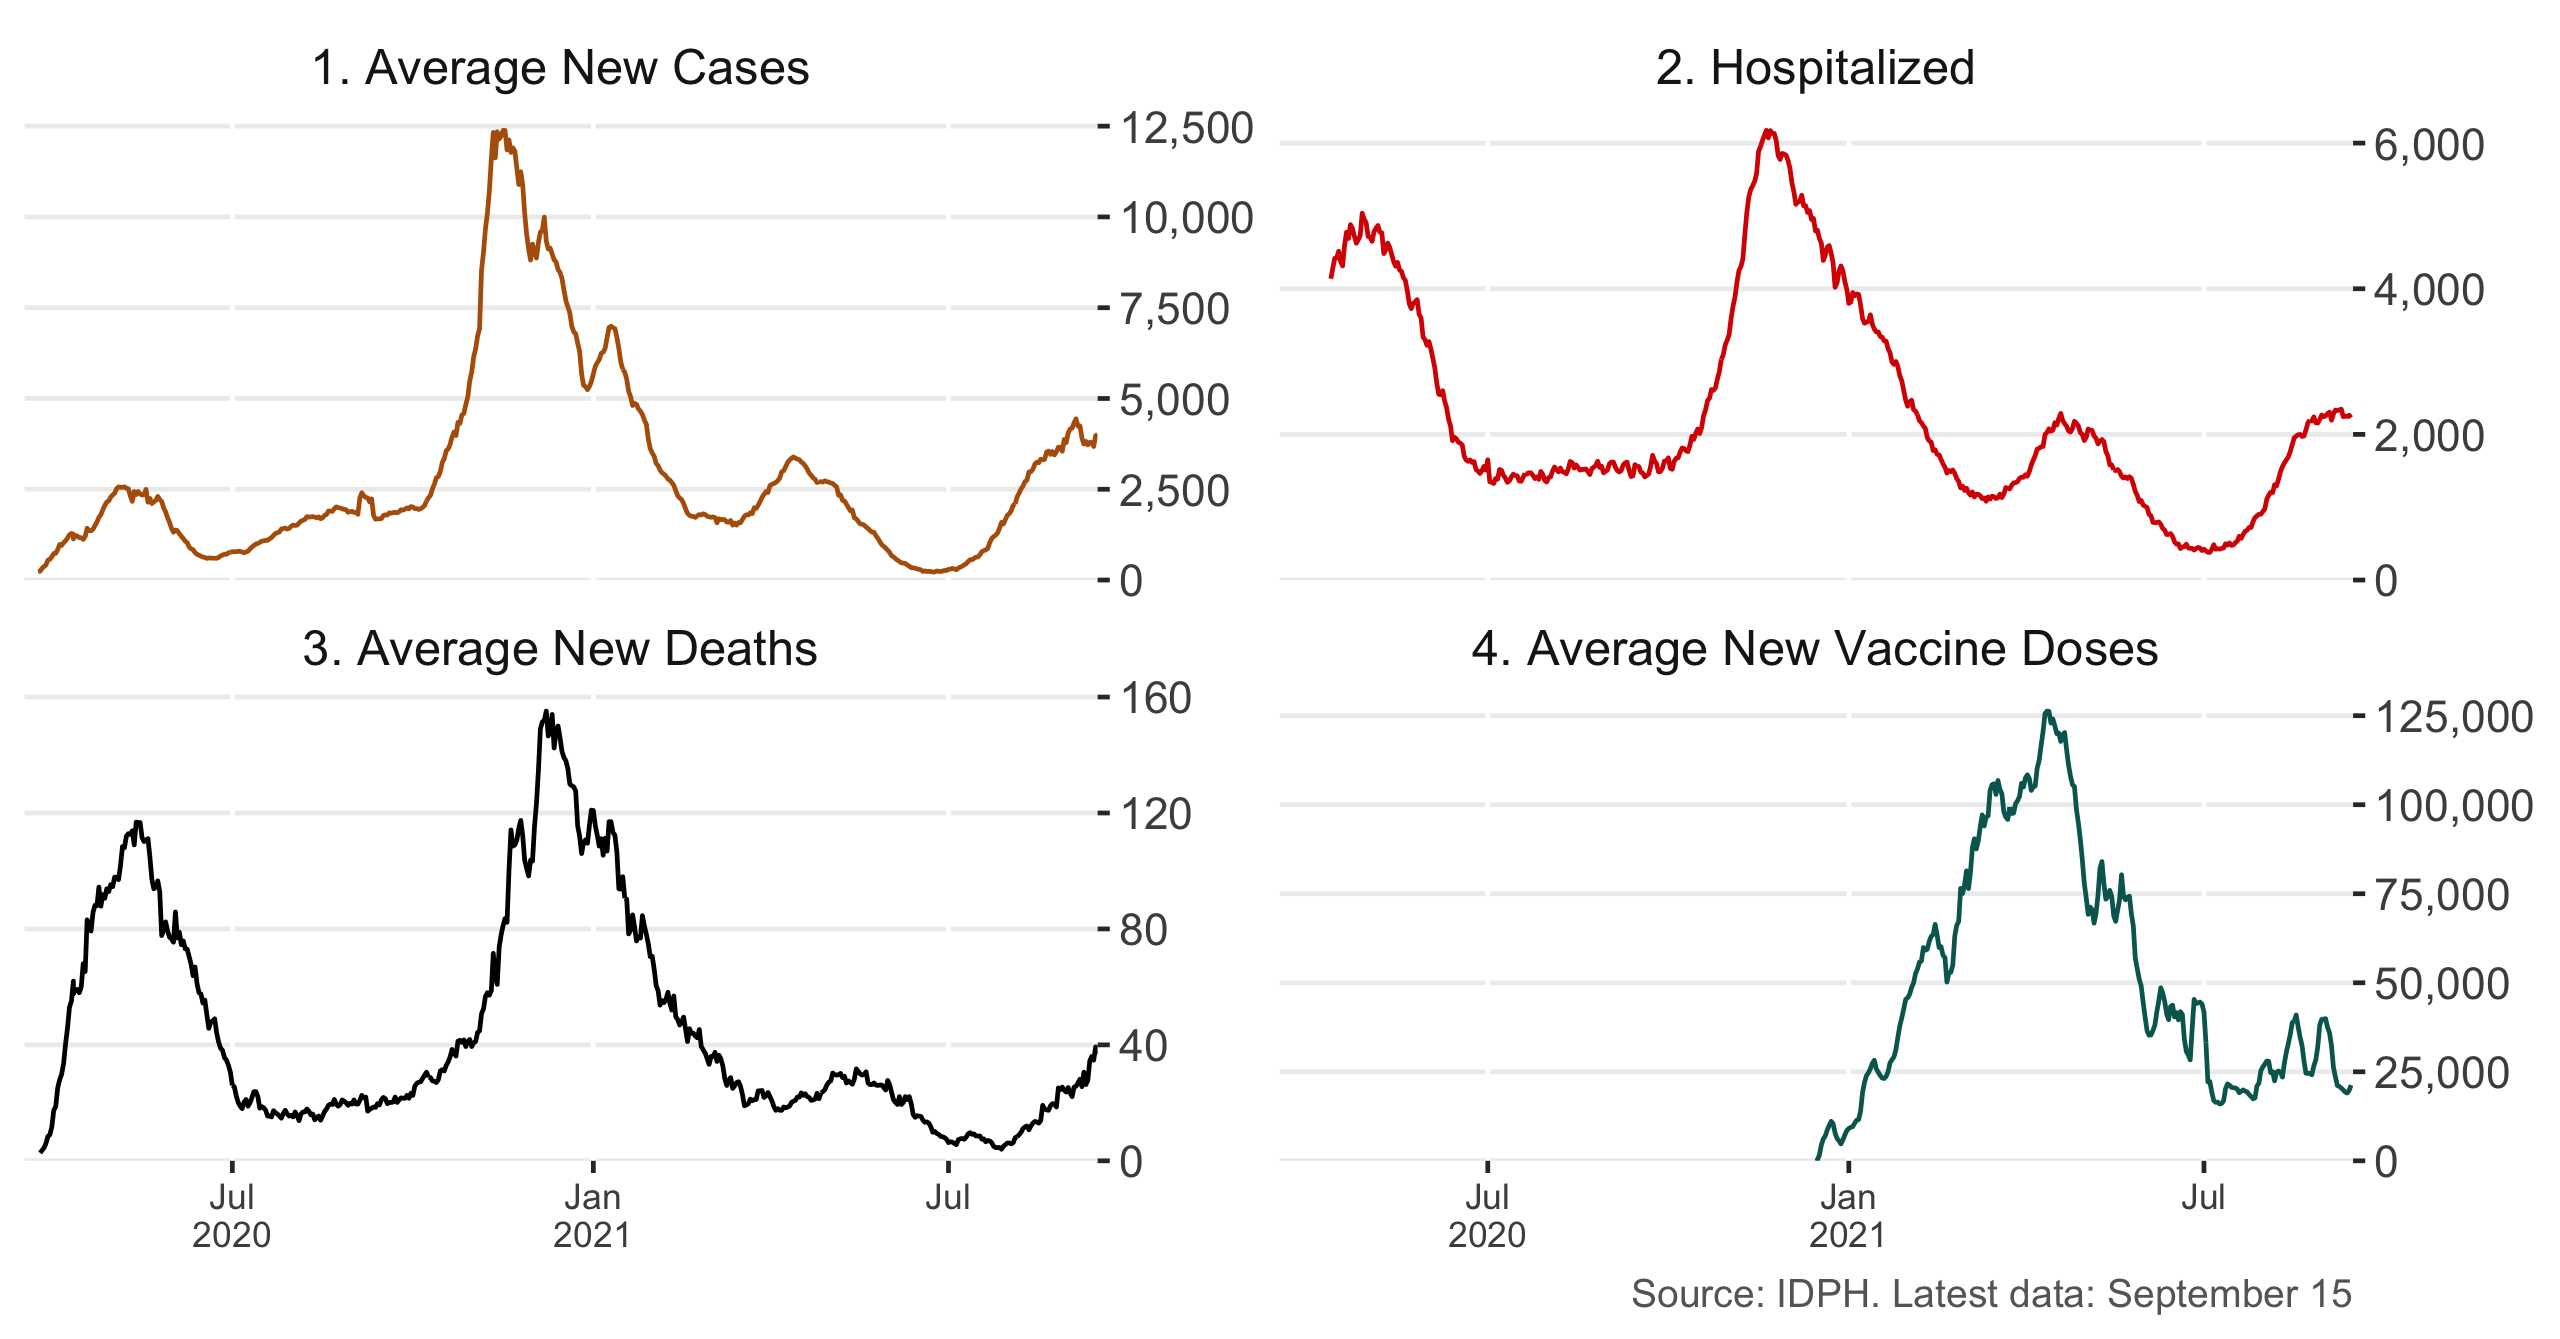 1. Average New Cases
12,500
10,000
7,500
5,000
2,500
0
2. Hospitalized
6,000
4,000
2,000
0
3. Average New Deaths
160
120
80
40
0
Jul
2020
Jan
2021
Jul
4. Average New Vaccine Doses
125,000
100,000
75,000
50,000
25,000
0
Jul
2020
Jan
2021
Jul
Source: IDPH. Latest data: September 15